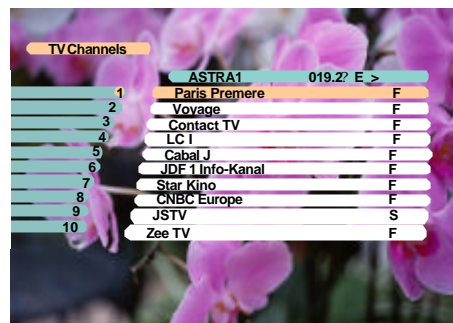 TV Channels
ASTRA1 019.2? E >
1 Paris Premere F
2 Voyage F
3 Contact TV F
4 LC I F
5 Cabal J F
6 JDF 1 Info-Kanal F
7 Star Kino F
8 CNBC Europe F
9 JSTV S
10 Zee TV F